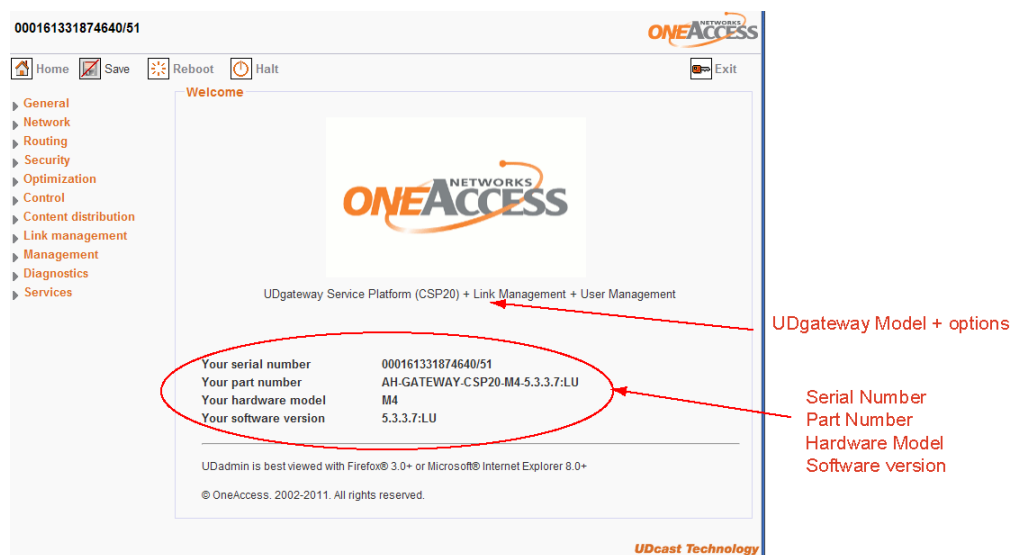 000161331874640/51
NETWORKS
ONEACCESS
Home Save Reboot Halt Exit
General
Network
Routing
Security
Optimization
Control
Content distribution
Link management
Management
Diagnostics
Services
Welcome
NETWORKS
ONEACCESS
UDgateway Service Platform (CSP20) + Link Management + User Management
UDgateway Model + options
Your serial number 000161331874640/51
Your part number AH-GATEWAY-CSP20-M4-5.3.3.7:LU
Your hardware model M4
Your software version 5.3.3.7:LU
Serial Number
Part Number
Hardware Model
Software version
UDadmin is best viewed with Firefox® 3.0+ or Microsoft® Internet Explorer 8.0+
© OneAccess. 2002-2011. All rights reserved.
UDcast Technology